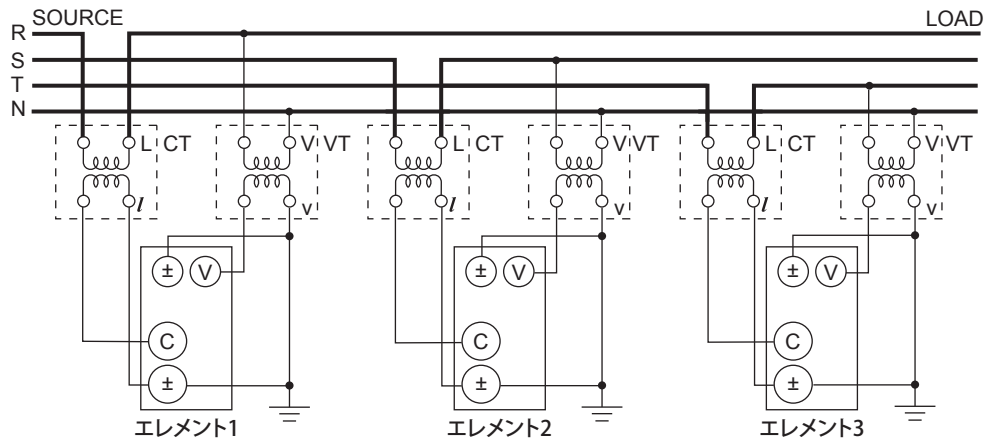 SOURCE LOAD
R
S
T
N
L CT V VT L CT V VT L CT V VT
l v l v l v
± V ± V ± V
C C C
± ± ±
エレメント1 エレメント2 エレメント3